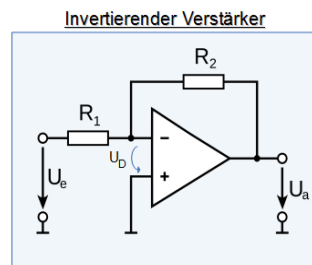 Invertierender Verstärker
R2
R1
−
UD
+
Ue
Ua